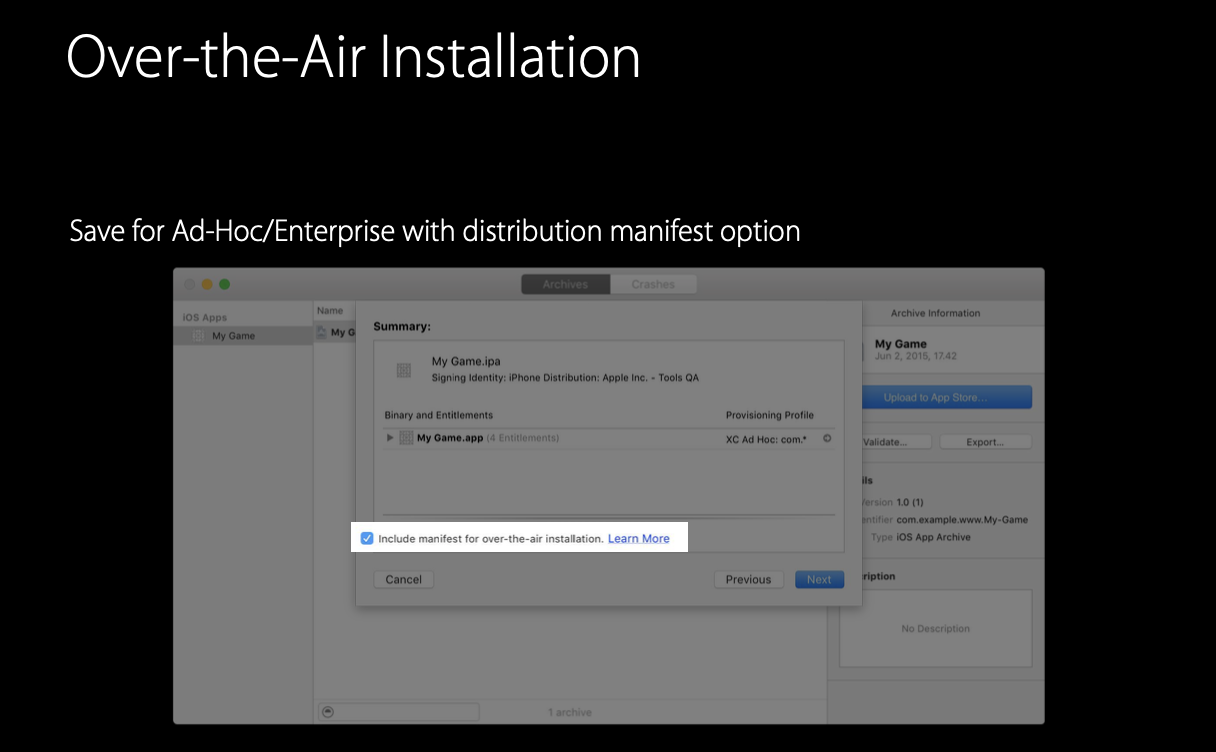 Over-the-Air Installation
Save for Ad-Hoc/Enterprise with distribution manifest option
Archives
Crashes
iOS Apps
My Game
Name
My G
Summary:
My Game.ipa
Signing Identity: iPhone Distribution: Apple Inc. - Tools QA
Binary and Entitlements
Provisioning Profile
My Game.app (4 Entitlements)
XC Ad Hoc: com.*
Include manifest for over-the-air installation. Learn More
Cancel
Previous
Next
Archive Information
My Game
Jun 2, 2015, 17.42
Upload to App Store...
Validate...
Export...
ils
Version 1.0 (1)
entifier com.example.www.My-Game
Type iOS App Archive
ription
No Description
1 archive